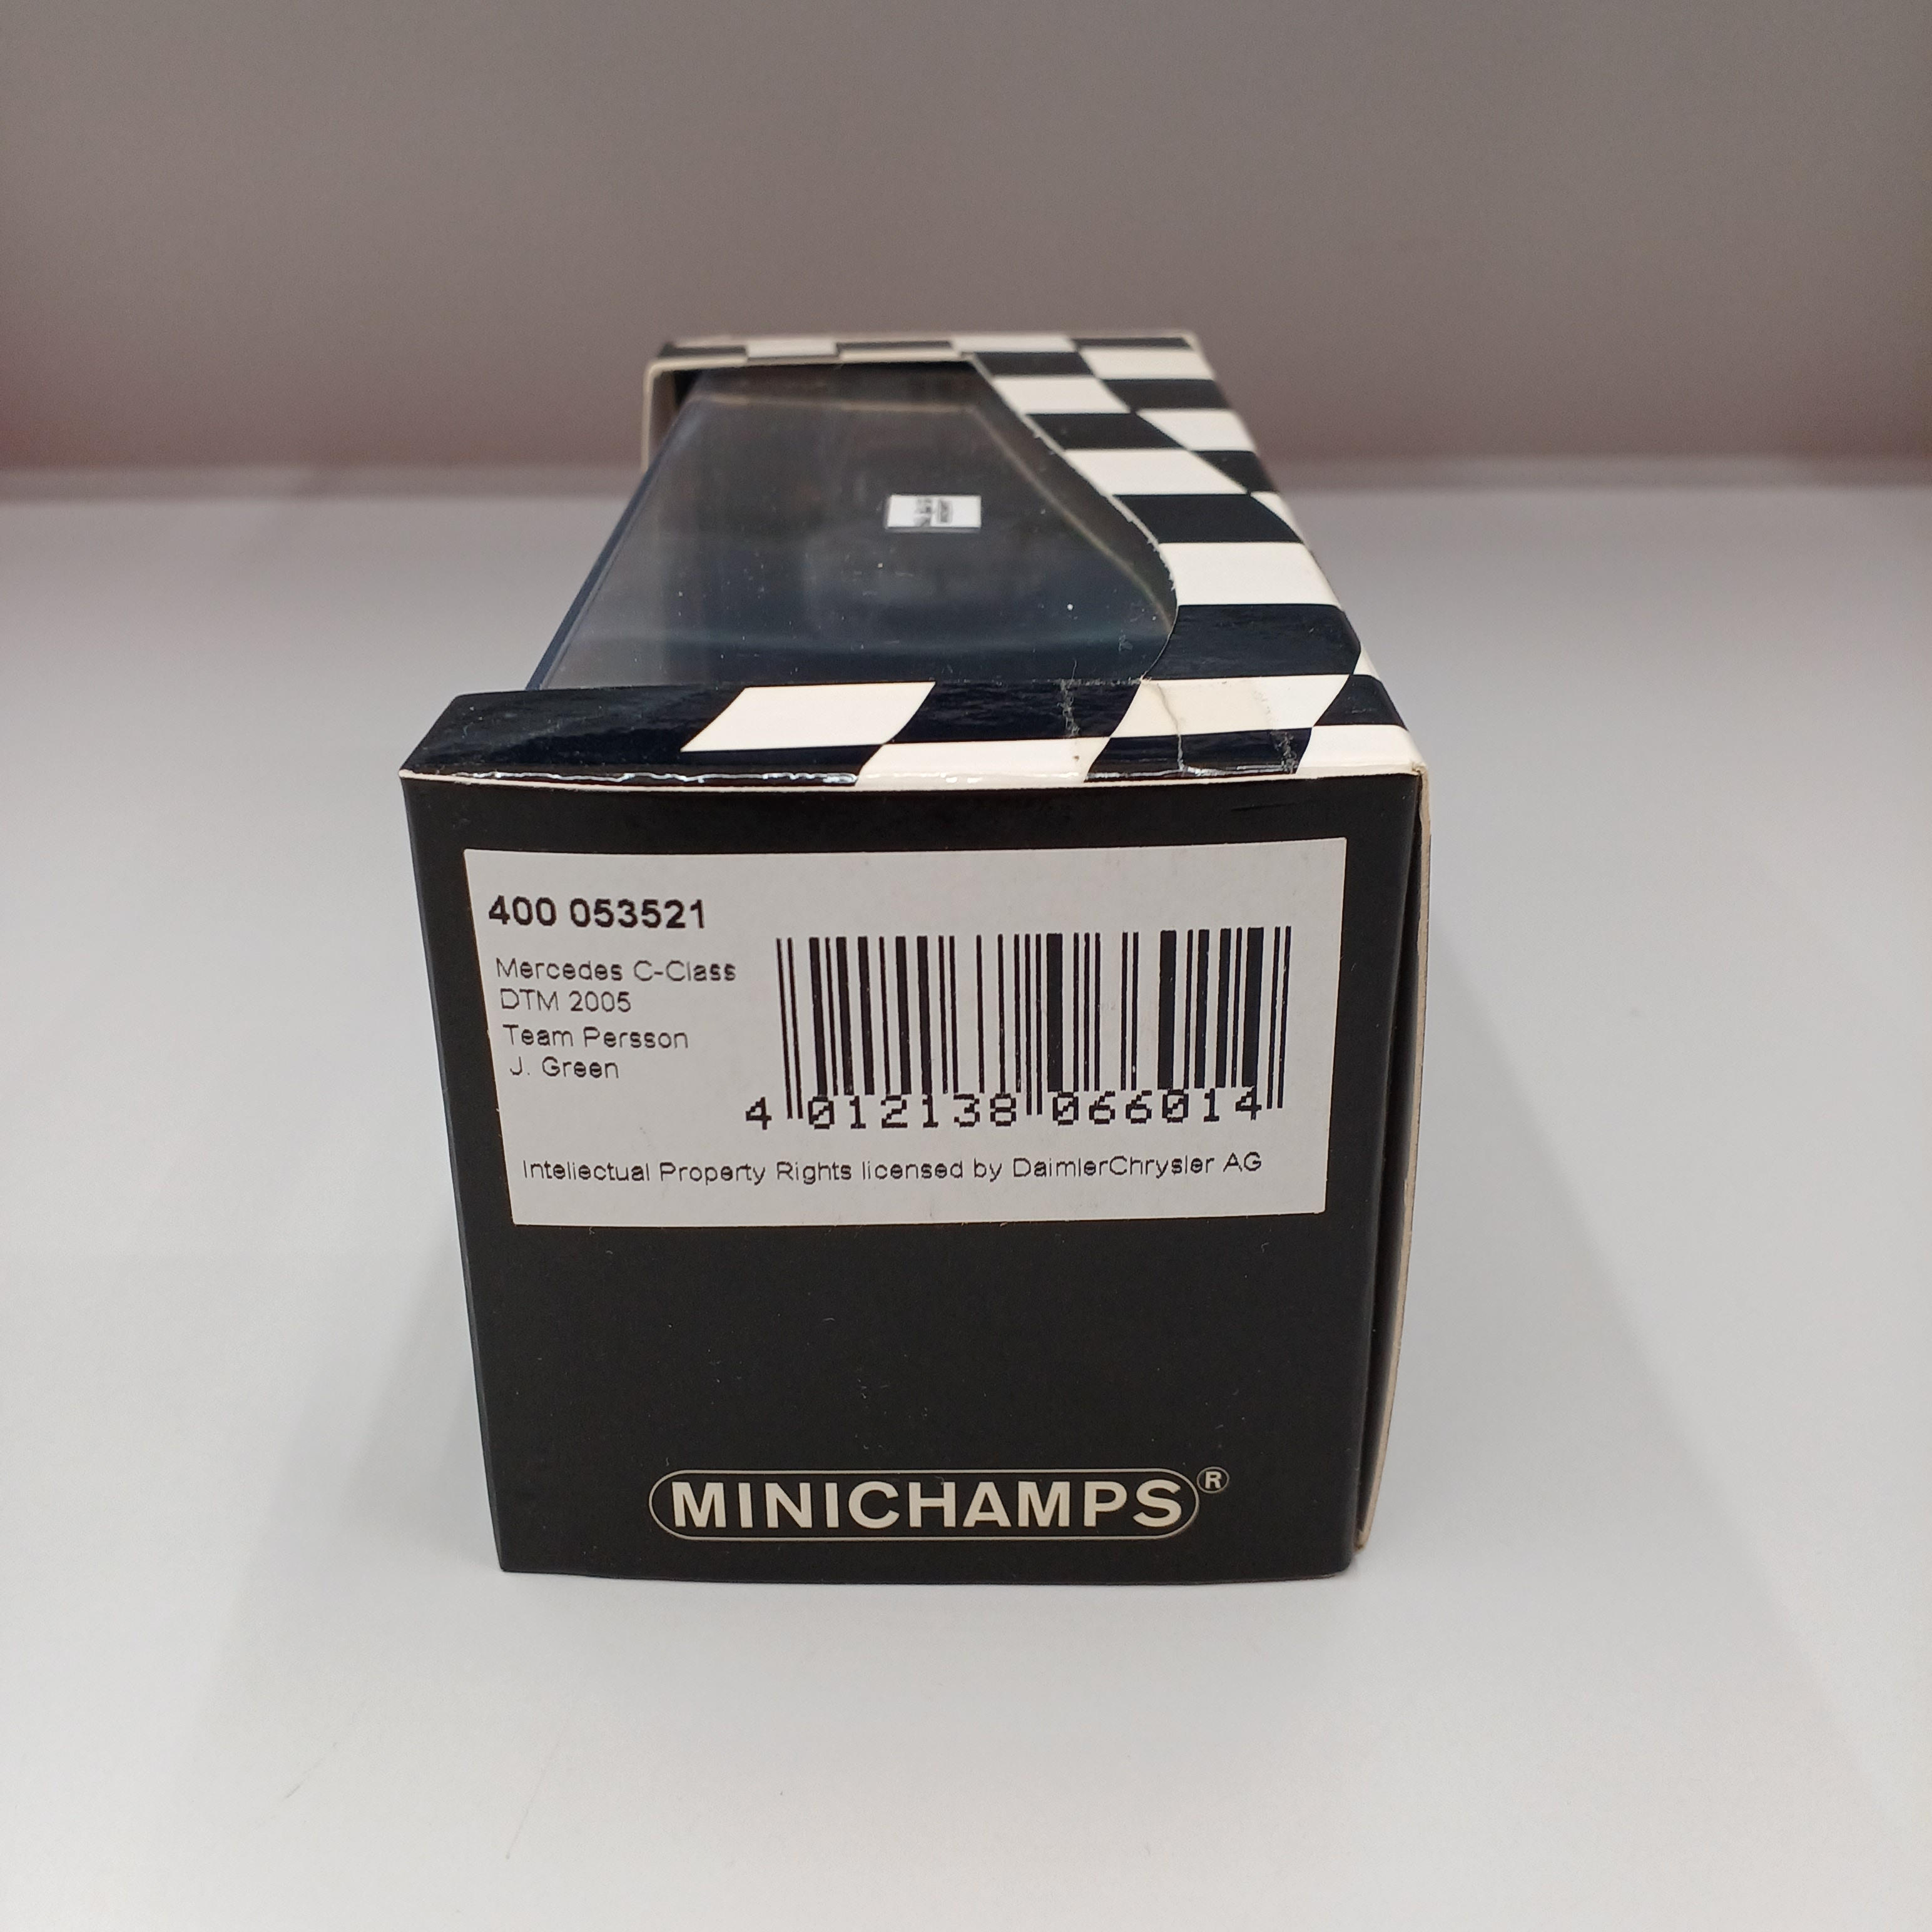 400 053521
Mercedes C-Class
DTM 2005
Team Persson
J. Green
4 012138 066014
Intellectual Property Rights licensed by DaimlerChrysler AG
MINICHAMPS®